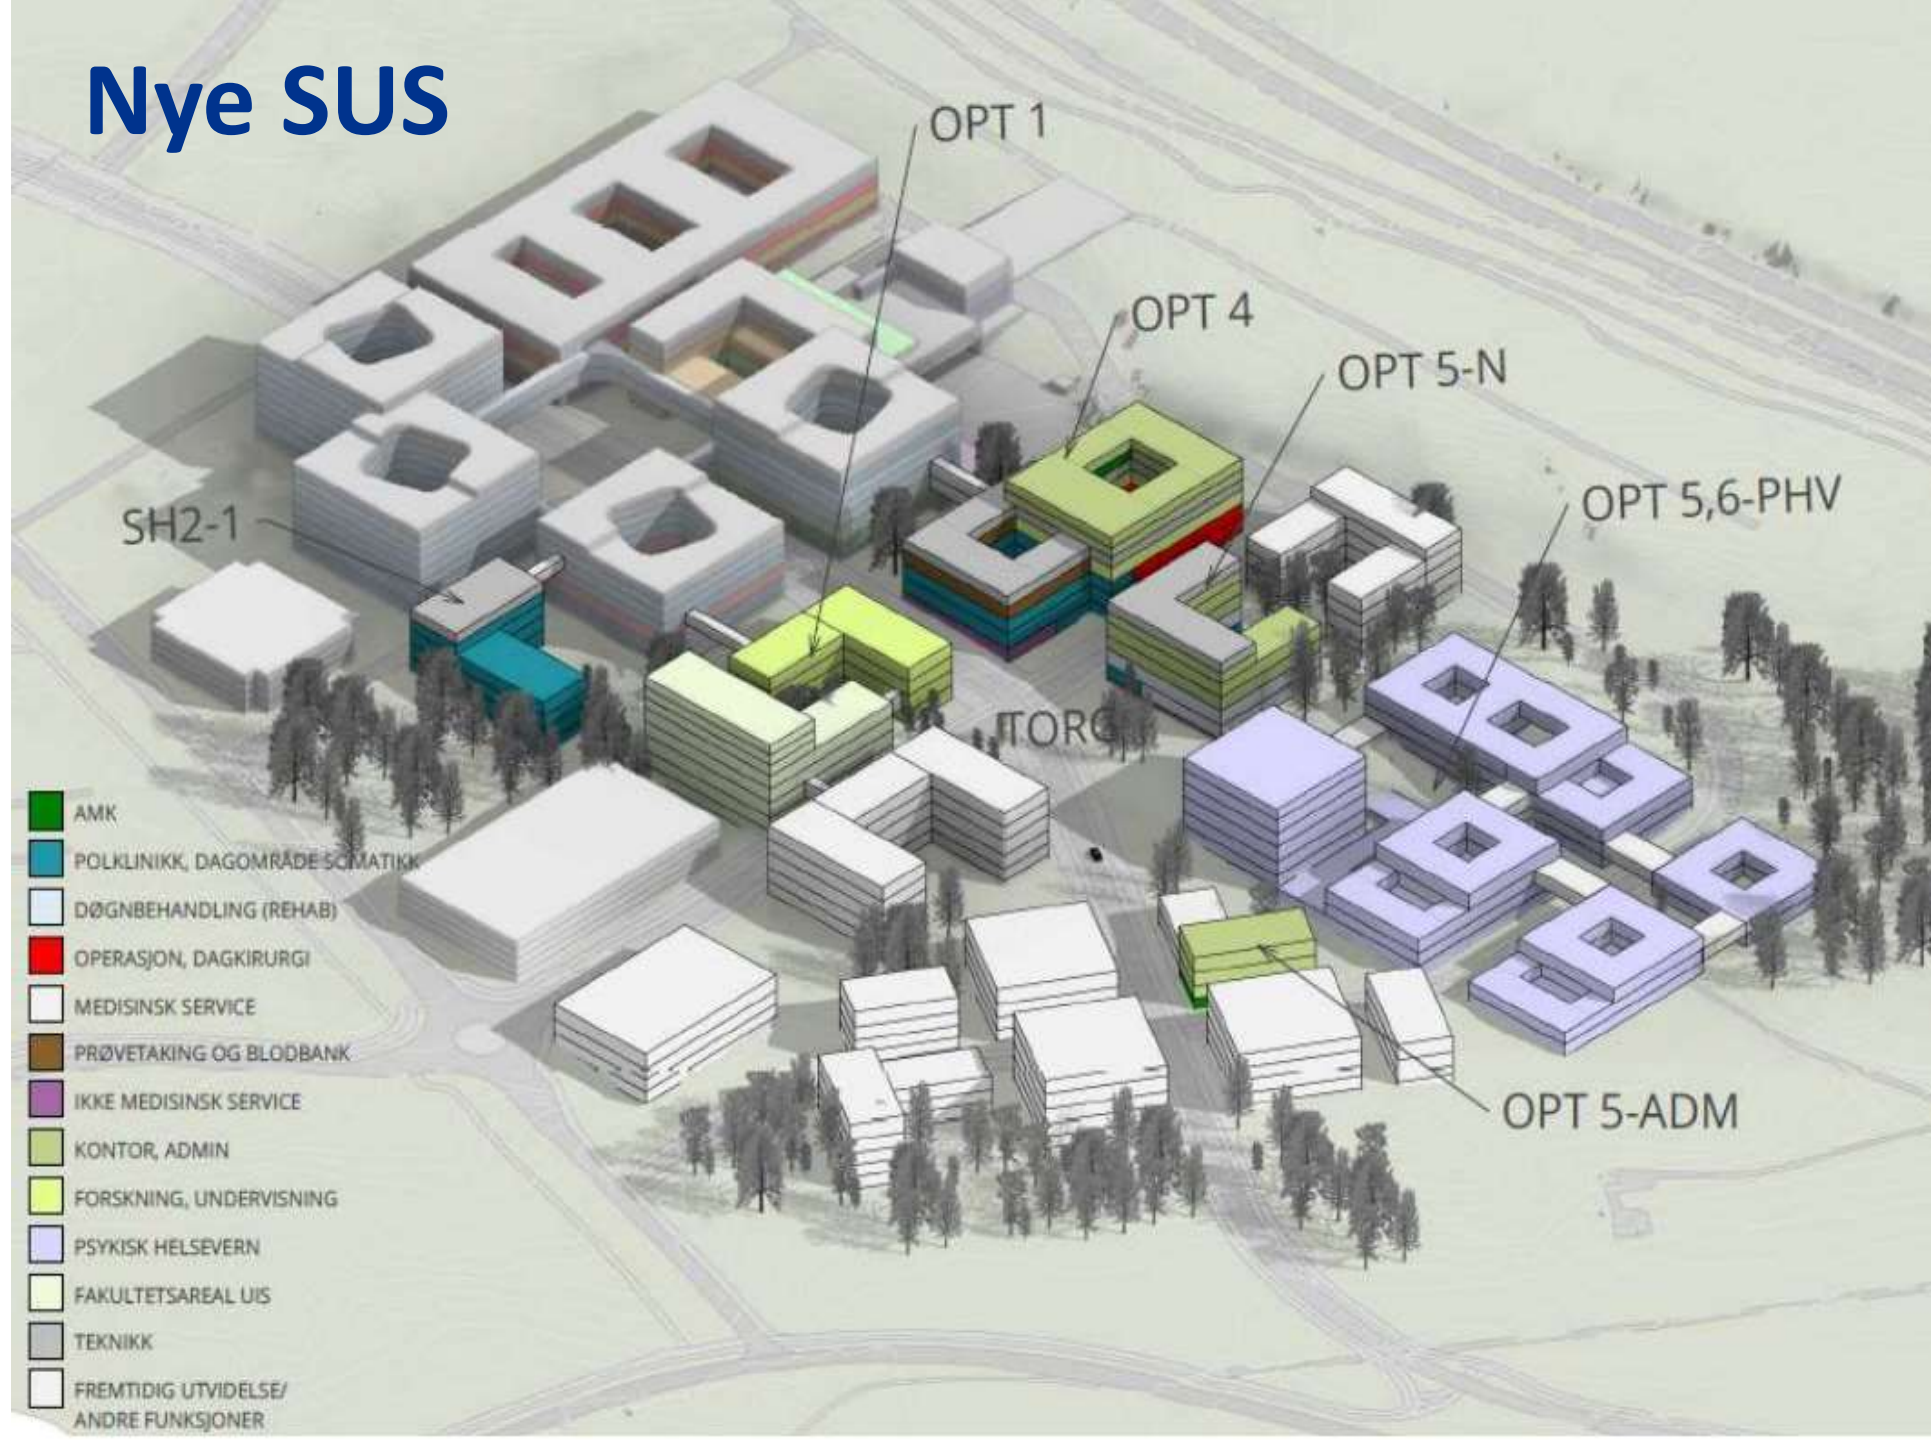 Nye SUS
OPT 1
OPT 4
OPT 5-N
OPT 5,6-PHV
SH2-1
TORG
OPT 5-ADM
AMK
POLKLINIKK, DAGOMRÅDE SOMATIKK
DØGNBEHANDLING (REHAB)
OPERASJON, DAGKIRURGI
MEDISINSK SERVICE
PRØVETAKING OG BLODBANK
IKKE MEDISINSK SERVICE
KONTOR, ADMIN
FORSKNING, UNDERVISNING
PSYKISK HELSEVERN
FAKULTETSAREAL UIS
TEKNIKK
FREMTIDIG UTVIDELSE/
ANDRE FUNKSJONER